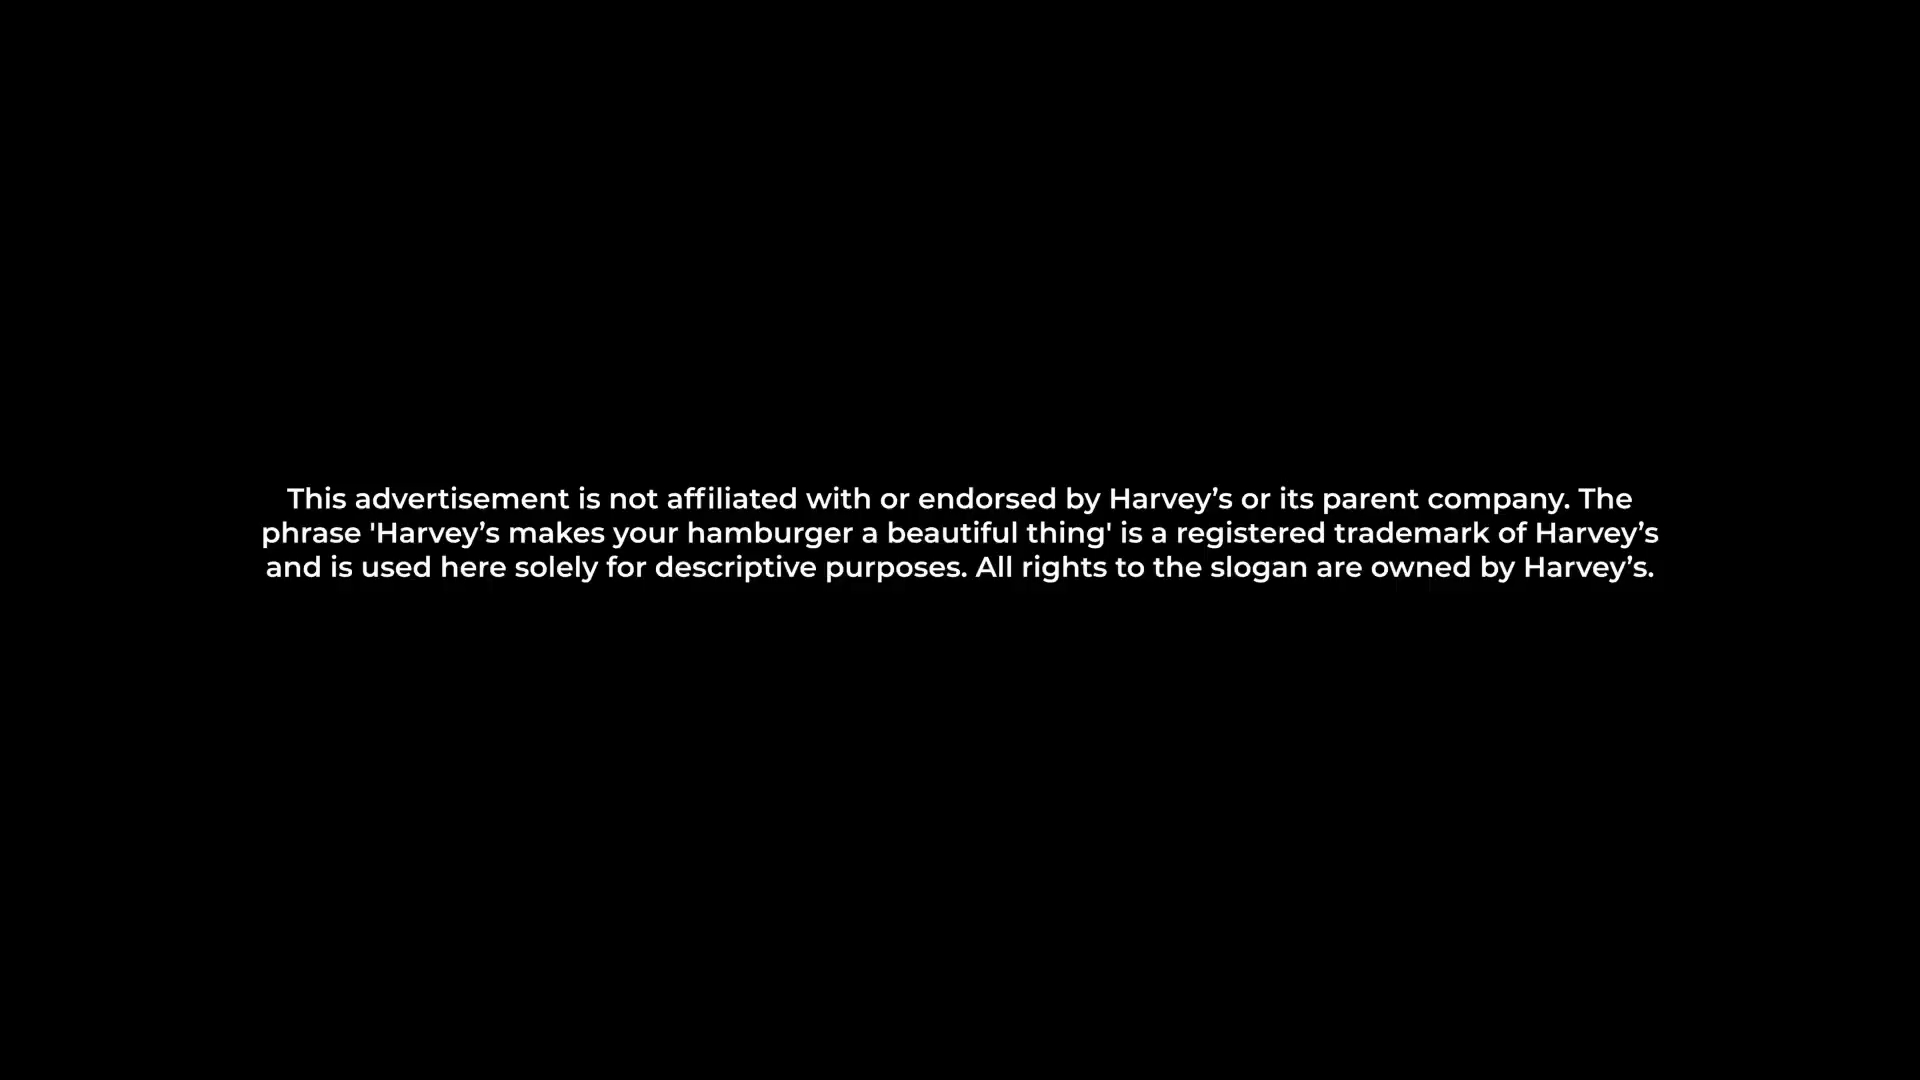 This advertisement is not affiliated with or endorsed by Harvey’s or its parent company. The
phrase 'Harvey’s makes your hamburger a beautiful thing' is a registered trademark of Harvey’s
and is used here solely for descriptive purposes. All rights to the slogan are owned by Harvey’s.